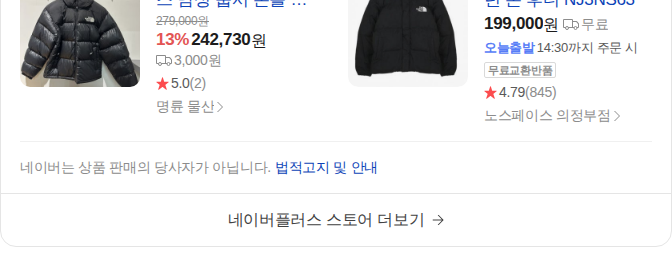 279,000원
13% 242,730원
3,000원
5.0(2)
명륜 물산
199,000원 무료
오늘출발 14:30까지 주문 시
무료교환반품
4.79(845)
노스페이스 의정부점
네이버는 상품 판매의 당사자가 아닙니다. 법적고지 및 안내
네이버플러스 스토어 더보기 →